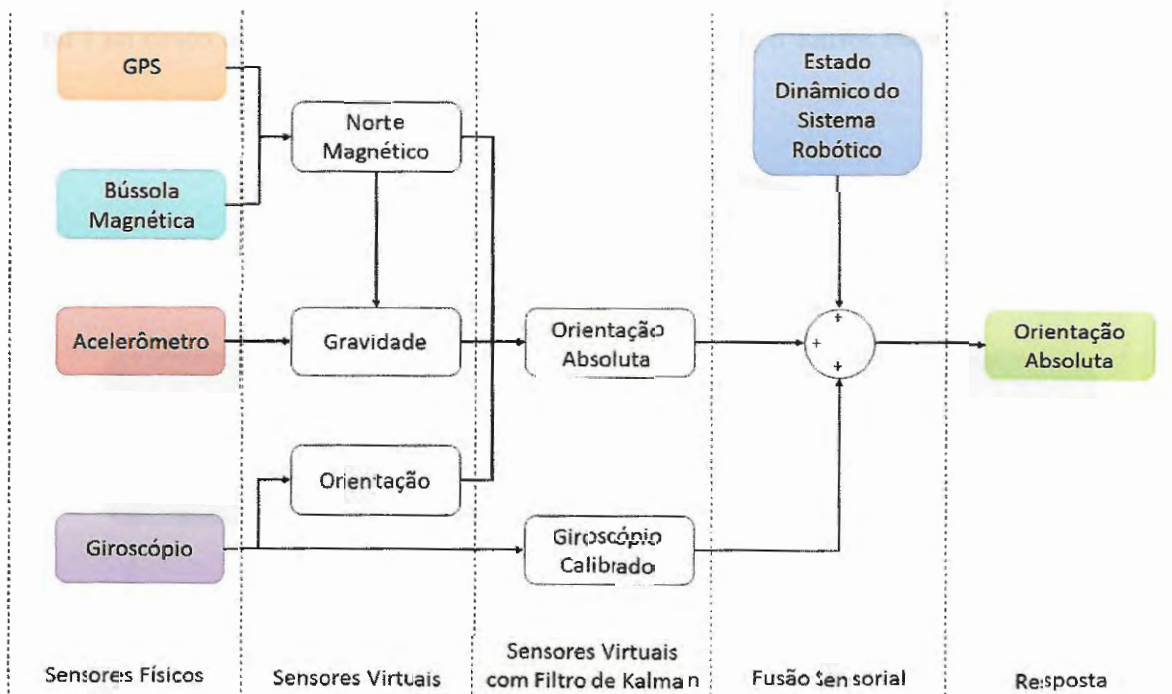 GPS
Bússola
Magnética
Acelerômetro
Giroscópio
Sensores Físicos
Norte
Magnético
Gravidade
Orientação
Sensores Virtuais
Orientação
Absoluta
Giroscópio
Calibrado
Sensores Virtuais
com Filtro de Kalman
Estado
Dinâmico do
Sistema
Robótico
+
+
+
Fusão Sensorial
Orientação
Absoluta
Resposta